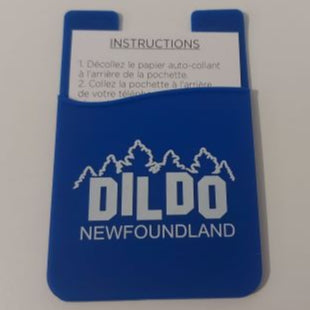 INSTRUCTIONS
1. Décollez le papier auto-collant
à l'arrière de la pochette.
2. Collez la pochette à l'arrière
de votre
DILDO
NEWFOUNDLAND